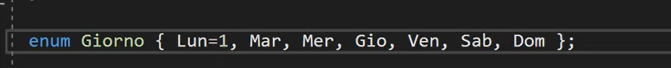 enum Giorno { Lun=1, Mar, Mer, Gio, Ven, Sab, Dom };